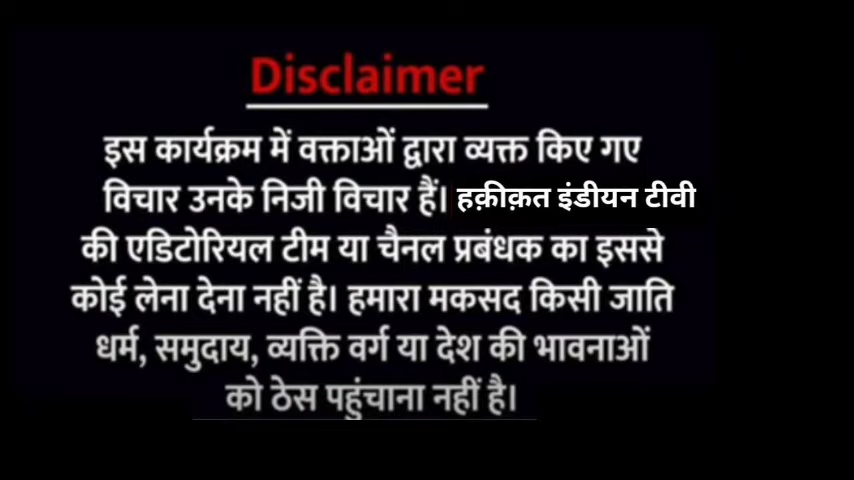 Disclaimer
इस कार्यक्रम में वक्ताओं द्वारा व्यक्त किए गए
विचार उनके निजी विचार हैं। हक़ीक़त इंडीयन टीवी
की एडिटोरियल टीम या चैनल प्रबंधक का इससे
कोई लेना देना नहीं है। हमारा मकसद किसी जाति
धर्म, समुदाय, व्यक्ति वर्ग या देश की भावनाओं
को ठेस पहुंचाना नहीं है।